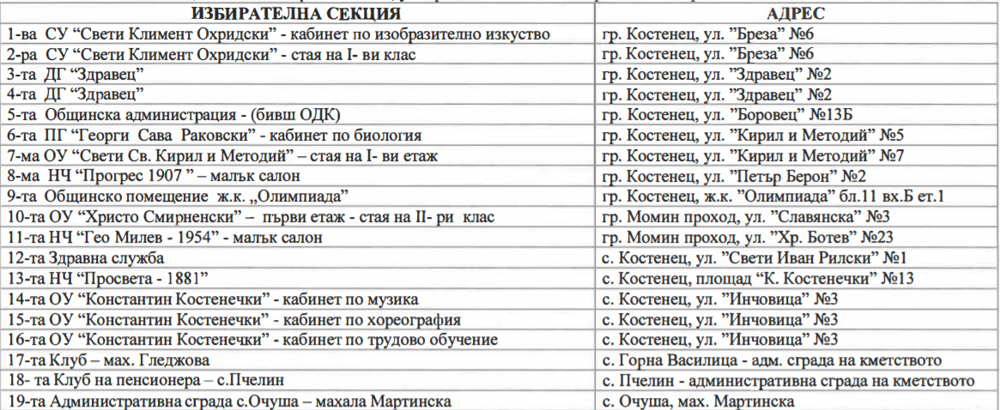 ИЗБИРАТЕЛНА СЕКЦИЯ АДРЕС
1-ва СУ “Свети Климент Охридски” - кабинет по изобразително изкуство гр. Костенец, ул. ”Бреза” №6
2-ра СУ “Свети Климент Охридски” - стая на I- ви клас гр. Костенец, ул. ”Бреза” №6
3-та ДГ “Здравец” гр. Костенец, ул. ”Здравец” №2
4-та ДГ “Здравец” гр. Костенец, ул. ”Здравец” №2
5-та Общинска администрация - (бивш ОДК) гр. Костенец, ул. ”Боровец” №13Б
6-та ПГ “Георги Сава Раковски” - кабинет по биология гр. Костенец, ул. ”Кирил и Методий” №5
7-ма ОУ “Свети Св. Кирил и Методий” – стая на I- ви етаж гр. Костенец, ул. ”Кирил и Методий” №7
8-ма НЧ “Прогрес 1907 ” – малък салон гр. Костенец, ул. ”Петър Берон” №2
9-та Общинско помещение ж.к. „Олимпиада” гр. Костенец, ж.к. ”Олимпиада” бл.11 вх.Б ет.1
10-та ОУ “Христо Смирненски” – първи етаж - стая на II- ри клас гр. Момин проход, ул. ”Славянска” №3
11-та НЧ “Гео Милев - 1954” - малък салон гр. Момин проход, ул. ”Хр. Ботев” №23
12-та Здравна служба с. Костенец, ул. ”Свети Иван Рилски” №1
13-та НЧ “Просвета - 1881” с. Костенец, площад “К. Костенечки” №13
14-та ОУ “Константин Костенечки” - кабинет по музика с. Костенец, ул. ”Инчовица” №3
15-та ОУ “Константин Костенечки” - кабинет по хореография с. Костенец, ул. ”Инчовица” №3
16-та ОУ “Константин Костенечки” - кабинет по трудово обучение с. Костенец, ул. ”Инчовица” №3
17-та Клуб – мах. Гледжова с. Горна Василица - адм. сграда на кметството
18- та Клуб на пенсионера – с.Пчелин с. Пчелин - административна сграда на кметството
19-та Административна сграда с.Очуша – махала Мартинска с. Очуша, мах. Мартинска